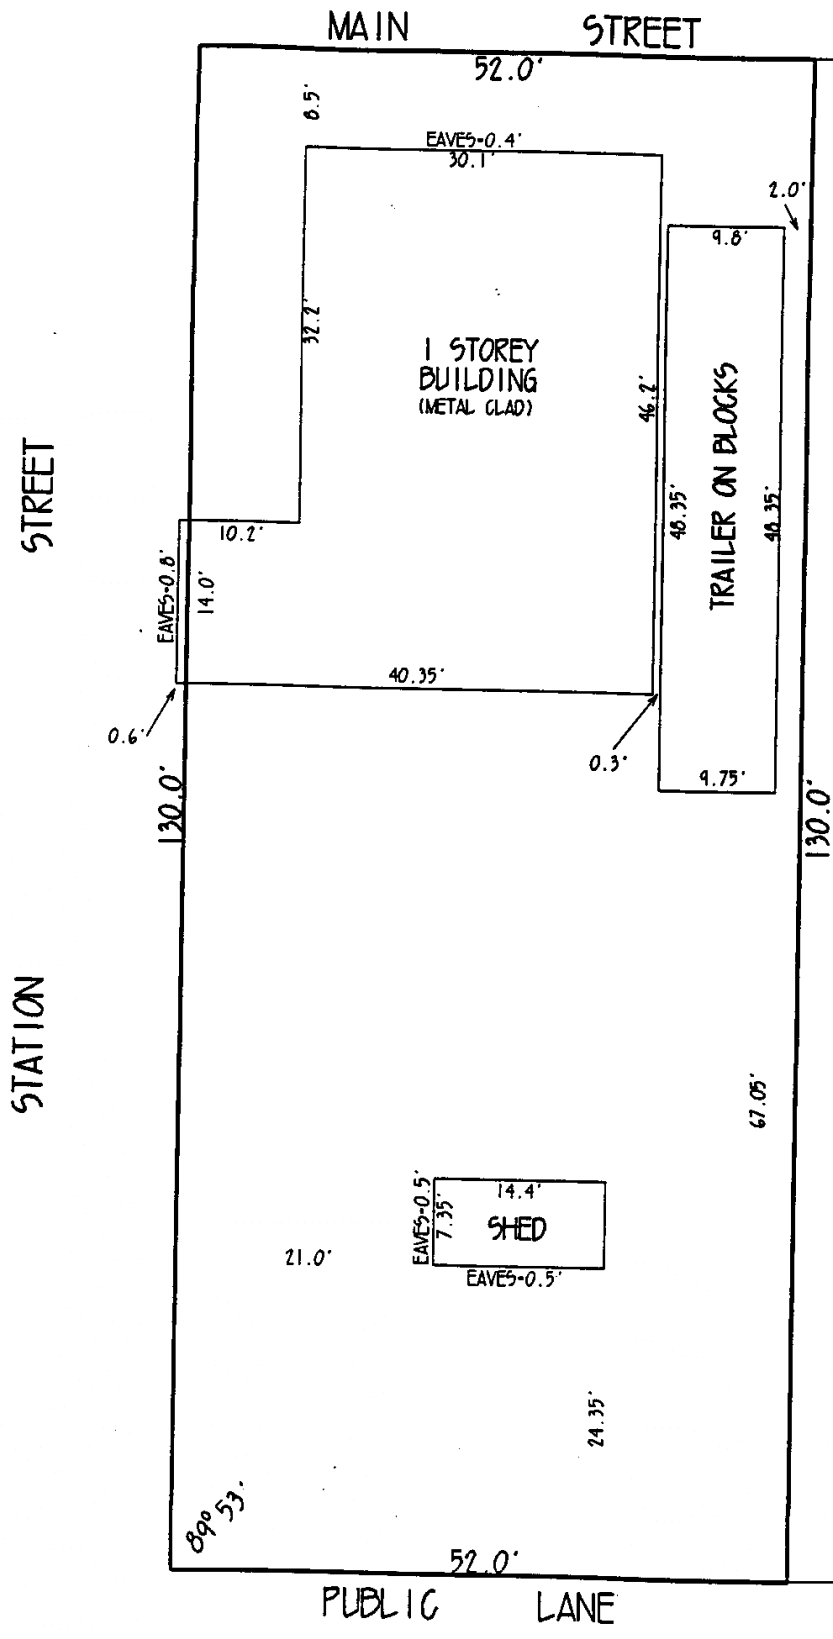 MAIN STREET
52.0'
8.5'
EAVES=0.4'
30.1'
2.0'
9.8'
32.2'
1 STOREY
BUILDING
(METAL CLAD)
46.2'
TRAILER ON BLOCKS
48.35'
48.35'
STREET
10.2'
EAVES=0.8'
14.0'
40.35'
0.6'
0.3'
9.75'
130.0'
130.0'
STATION
67.05'
14.4'
EAVES=0.5'
7.35'
SHED
21.0'
EAVES=0.5'
24.35'
89° 53'
52.0'
PUBLIC LANE